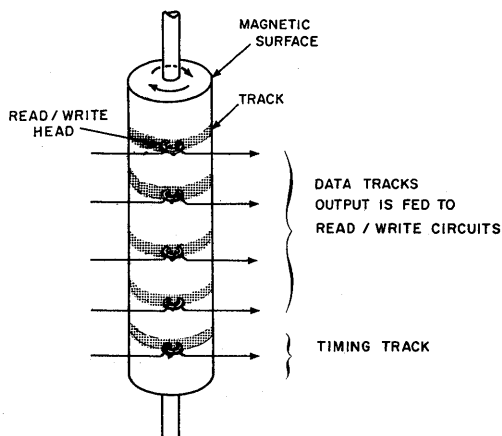 MAGNETIC
SURFACE
TRACK
READ / WRITE
HEAD
DATA TRACKS
OUTPUT IS FED TO
READ / WRITE CIRCUITS
TIMING TRACK